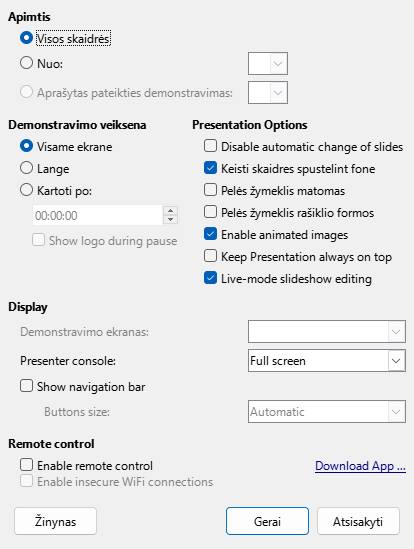 Apimtis
Visos skaidrės
Nuo:
Aprašytas pateikties demonstravimas:
Demonstravimo veiksena
Visame ekrane
Lange
Kartoti po:
00:00:00
Show logo during pause
Presentation Options
Disable automatic change of slides
Keisti skaidres spustelint fone
Pelės žymeklis matomas
Pelės žymeklis rašiklio formos
Enable animated images
Keep Presentation always on top
Live-mode slideshow editing
Display
Demonstravimo ekranas:
Presenter console: Full screen
Show navigation bar
Buttons size: Automatic
Remote control
Enable remote control Download App ...
Enable insecure WiFi connections
Žinynas Gerai Atsisakyti